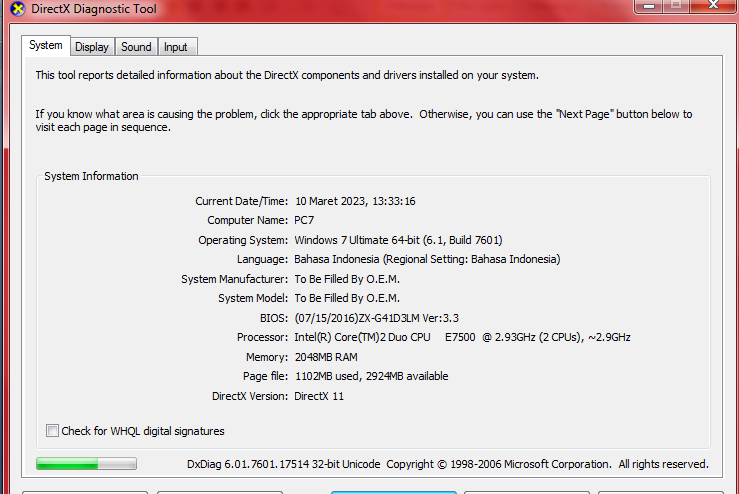 DirectX Diagnostic Tool
System Display Sound Input
This tool reports detailed information about the DirectX components and drivers installed on your system.
If you know what area is causing the problem, click the appropriate tab above. Otherwise, you can use the "Next Page" button below to
visit each page in sequence.
System Information
Current Date/Time: 10 Maret 2023, 13:33:16
Computer Name: PC7
Operating System: Windows 7 Ultimate 64-bit (6.1, Build 7601)
Language: Bahasa Indonesia (Regional Setting: Bahasa Indonesia)
System Manufacturer: To Be Filled By O.E.M.
System Model: To Be Filled By O.E.M.
BIOS: (07/15/2016)ZX-G41D3LM Ver:3.3
Processor: Intel(R) Core(TM)2 Duo CPU E7500 @ 2.93GHz (2 CPUs), ~2.9GHz
Memory: 2048MB RAM
Page file: 1102MB used, 2924MB available
DirectX Version: DirectX 11
Check for WHQL digital signatures
DxDiag 6.01.7601.17514 32-bit Unicode Copyright © 1998-2006 Microsoft Corporation. All rights reserved.